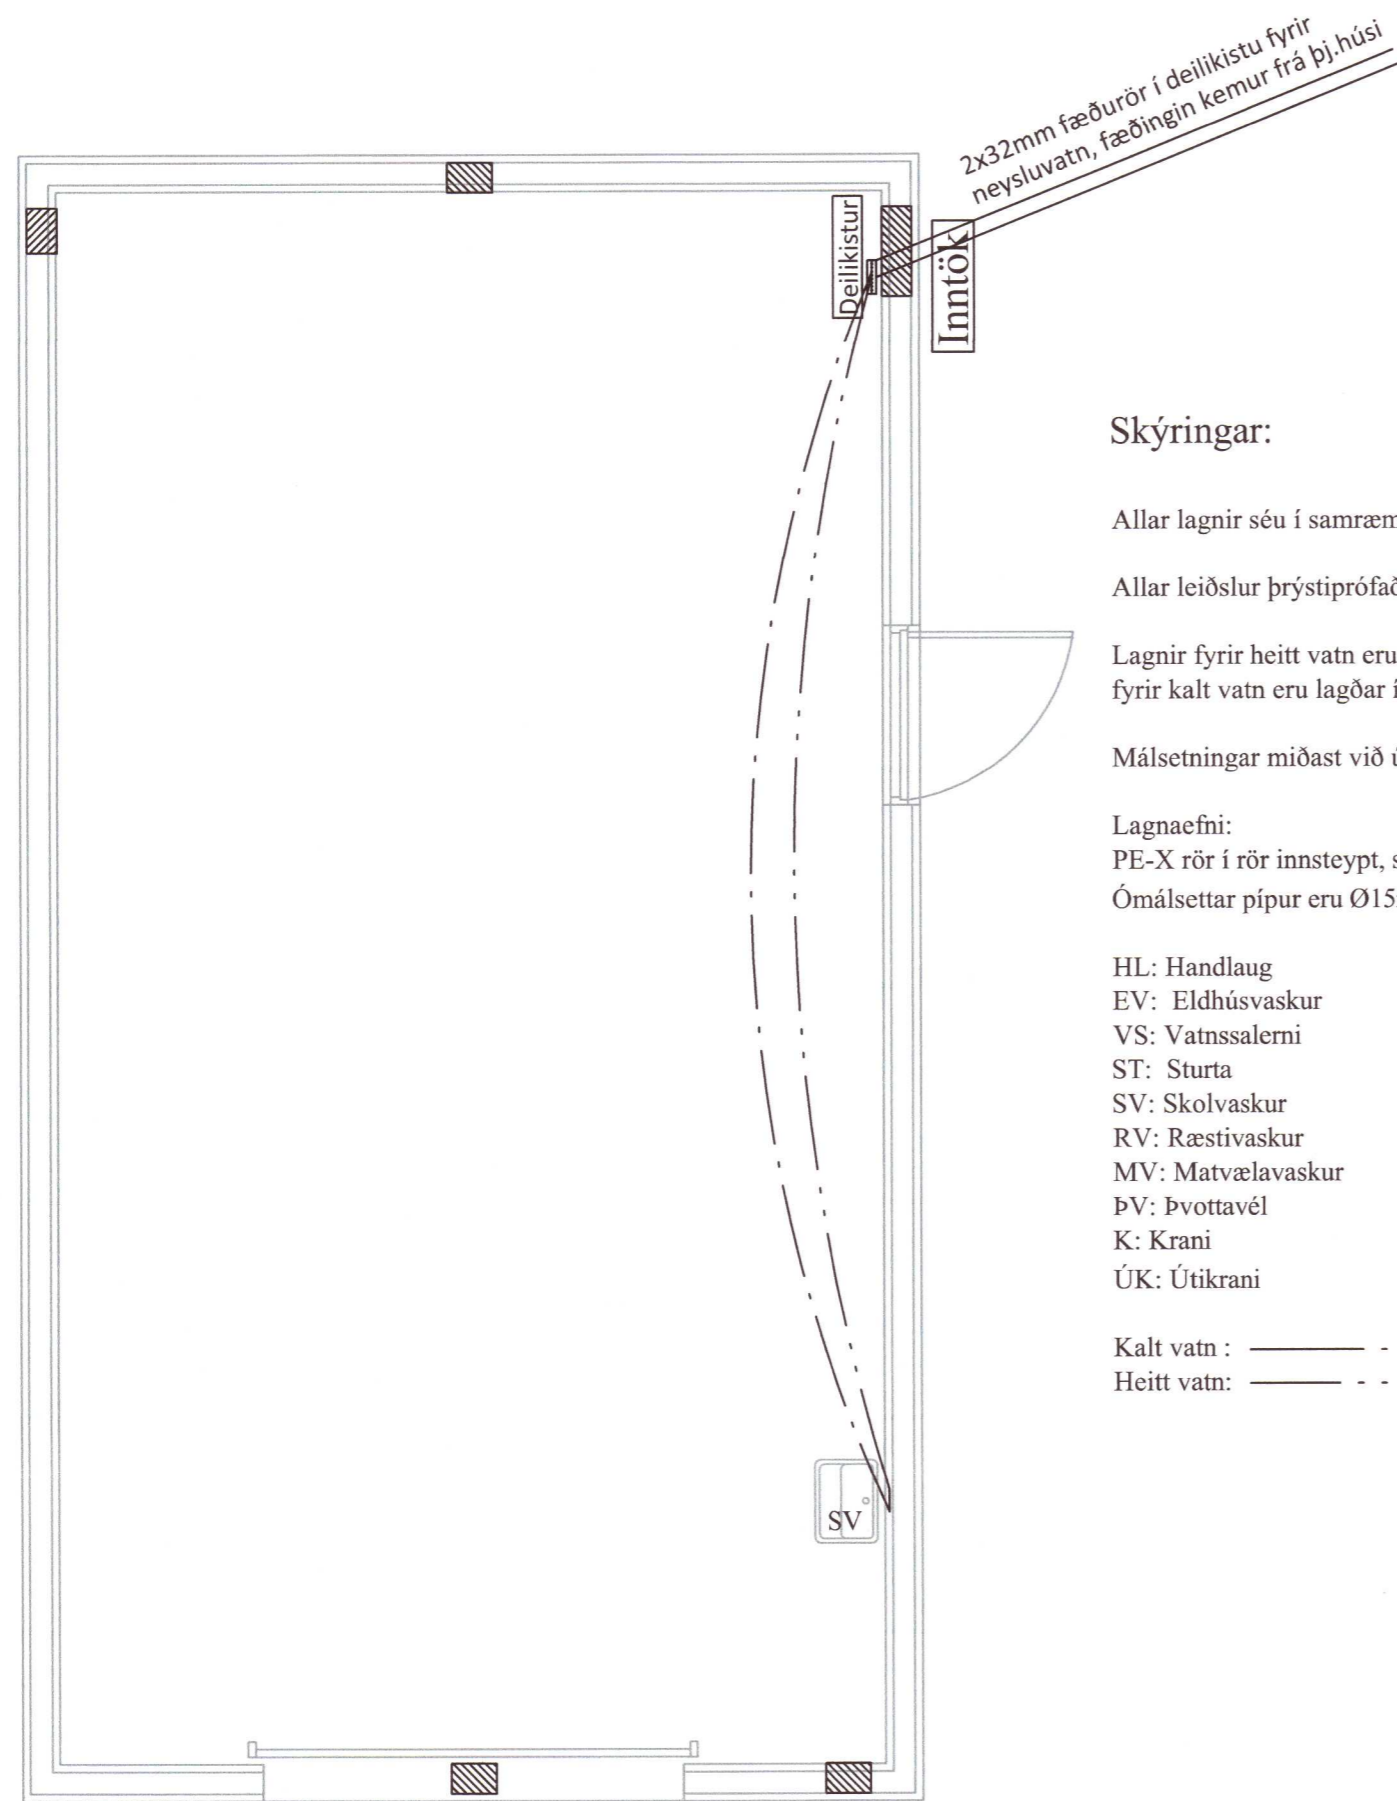 2x32mm fæðurör í deilikistu fyrir
neysluvatn, fæðingin kemur frá þj.húsi
Deilikistur
Inntök
Skýringar:
Allar lagnir séu í
Allar leiðslur
Lagnir fyrir heitt vatn eru
fyrir kalt vatn eru lagðar í
Málsetningar miðast við
Lagnaefni:
PE-X rör í rör innsteypt,
Ómálsettar pípur eru Ø15
HL: Handlaug
EV: Eldhúsvaskur
VS: Vatnssalerni
ST: Sturta
SV: Skolvaskur
RV: Ræstivaskur
MV: Matvælavaskur
ÞV: Þvottavél
K: Krani
ÚK: Útikrani
Kalt vatn :
Heitt vatn:
SV